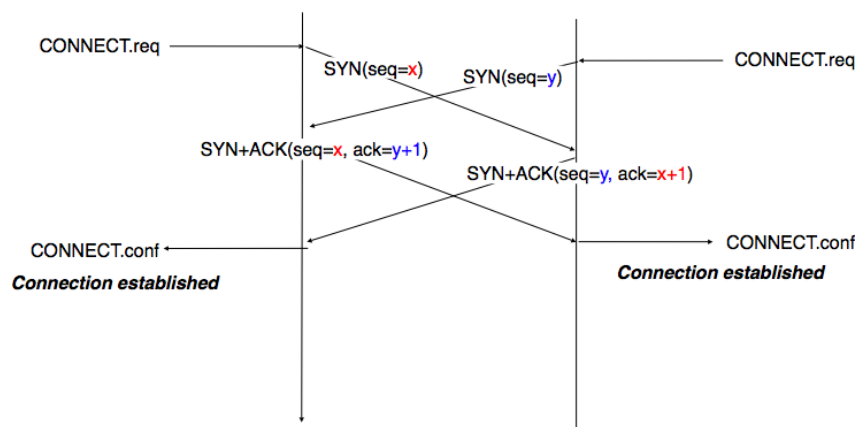 CONNECT.req
CONNECT.req
SYN(seq=x)
SYN(seq=y)
SYN+ACK(seq=x, ack=y+1)
SYN+ACK(seq=y, ack=x+1)
CONNECT.conf
CONNECT.conf
Connection established
Connection established